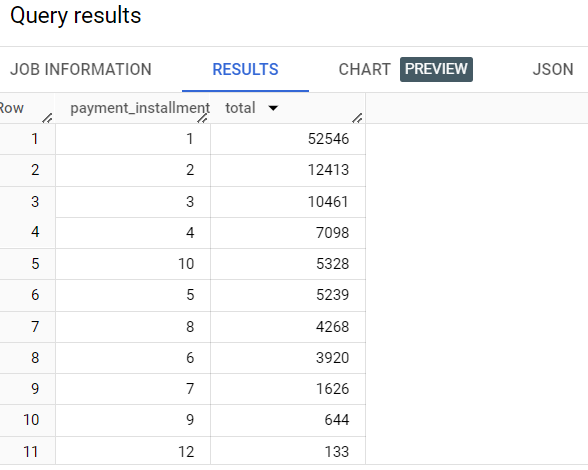 Query results
JOB INFORMATION RESULTS CHART PREVIEW JSON
Row payment_installment total
1 1 52546
2 2 12413
3 3 10461
4 4 7098
5 10 5328
6 5 5239
7 8 4268
8 6 3920
9 7 1626
10 9 644
11 12 133